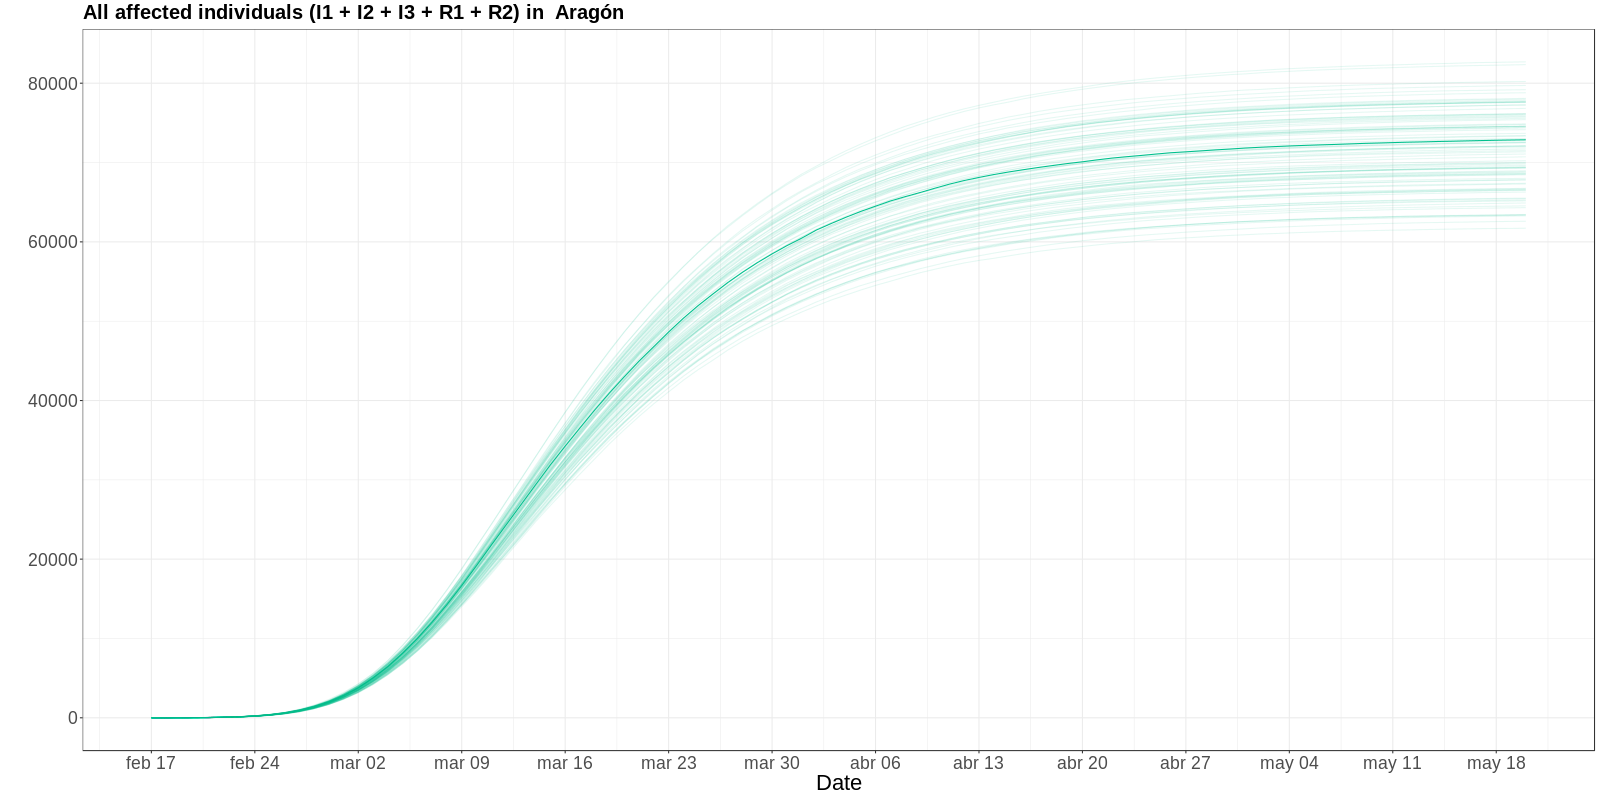 All affected individuals (I1 + I2 + I3 + R1 + R2) in  Aragón
80000
60000
40000
20000
0
feb 17 feb 24 mar 02 mar 09 mar 16 mar 23 mar 30 abr 06 abr 13 abr 20 abr 27 may 04 may 11 may 18
Date